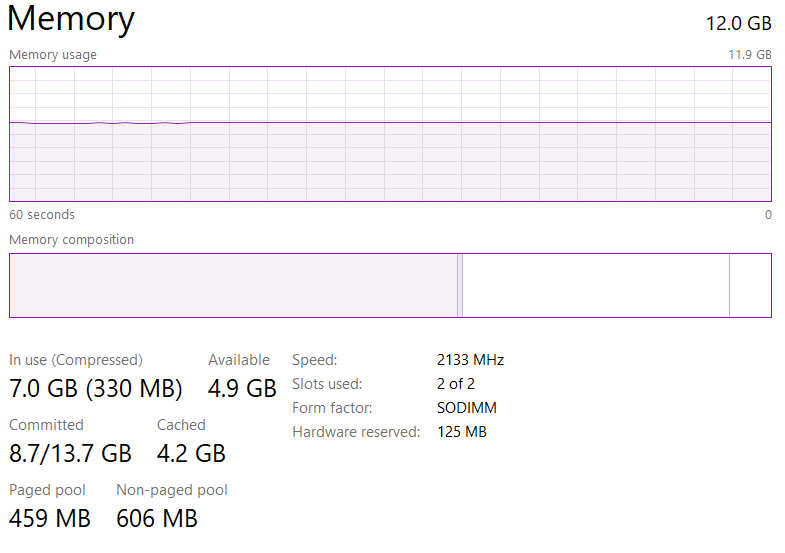 Memory 12.0 GB
Memory usage 11.9 GB
60 seconds 0
Memory composition
In use (Compressed) Available
7.0 GB (330 MB) 4.9 GB
Committed Cached
8.7/13.7 GB 4.2 GB
Paged pool Non-paged pool
459 MB 606 MB
Speed: 2133 MHz
Slots used: 2 of 2
Form factor: SODIMM
Hardware reserved: 125 MB